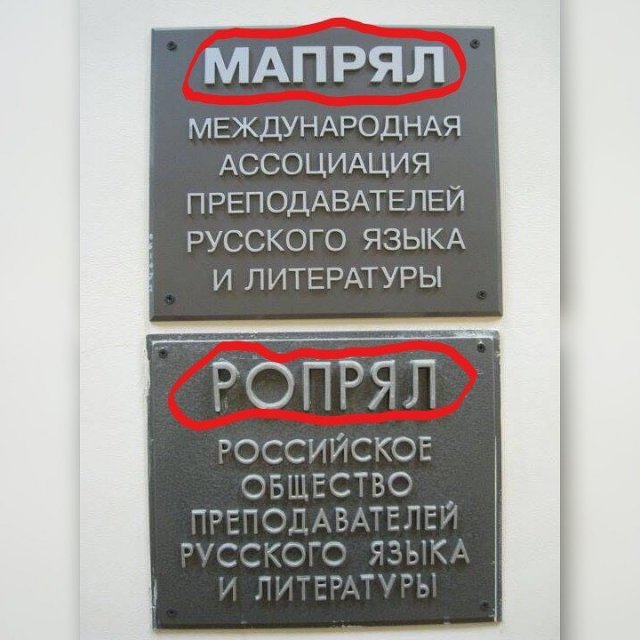 МАПРЯЛ
МЕЖДУНАРОДНАЯ
АССОЦИАЦИЯ
ПРЕПОДАВАТЕЛЕЙ
РУССКОГО ЯЗЫКА
И ЛИТЕРАТУРЫ
РОПРЯЛ
РОССИЙСКОЕ
ОБЩЕСТВО
ПРЕПОДАВАТЕЛЕЙ
РУССКОГО ЯЗЫКА
И ЛИТЕРАТУРЫ